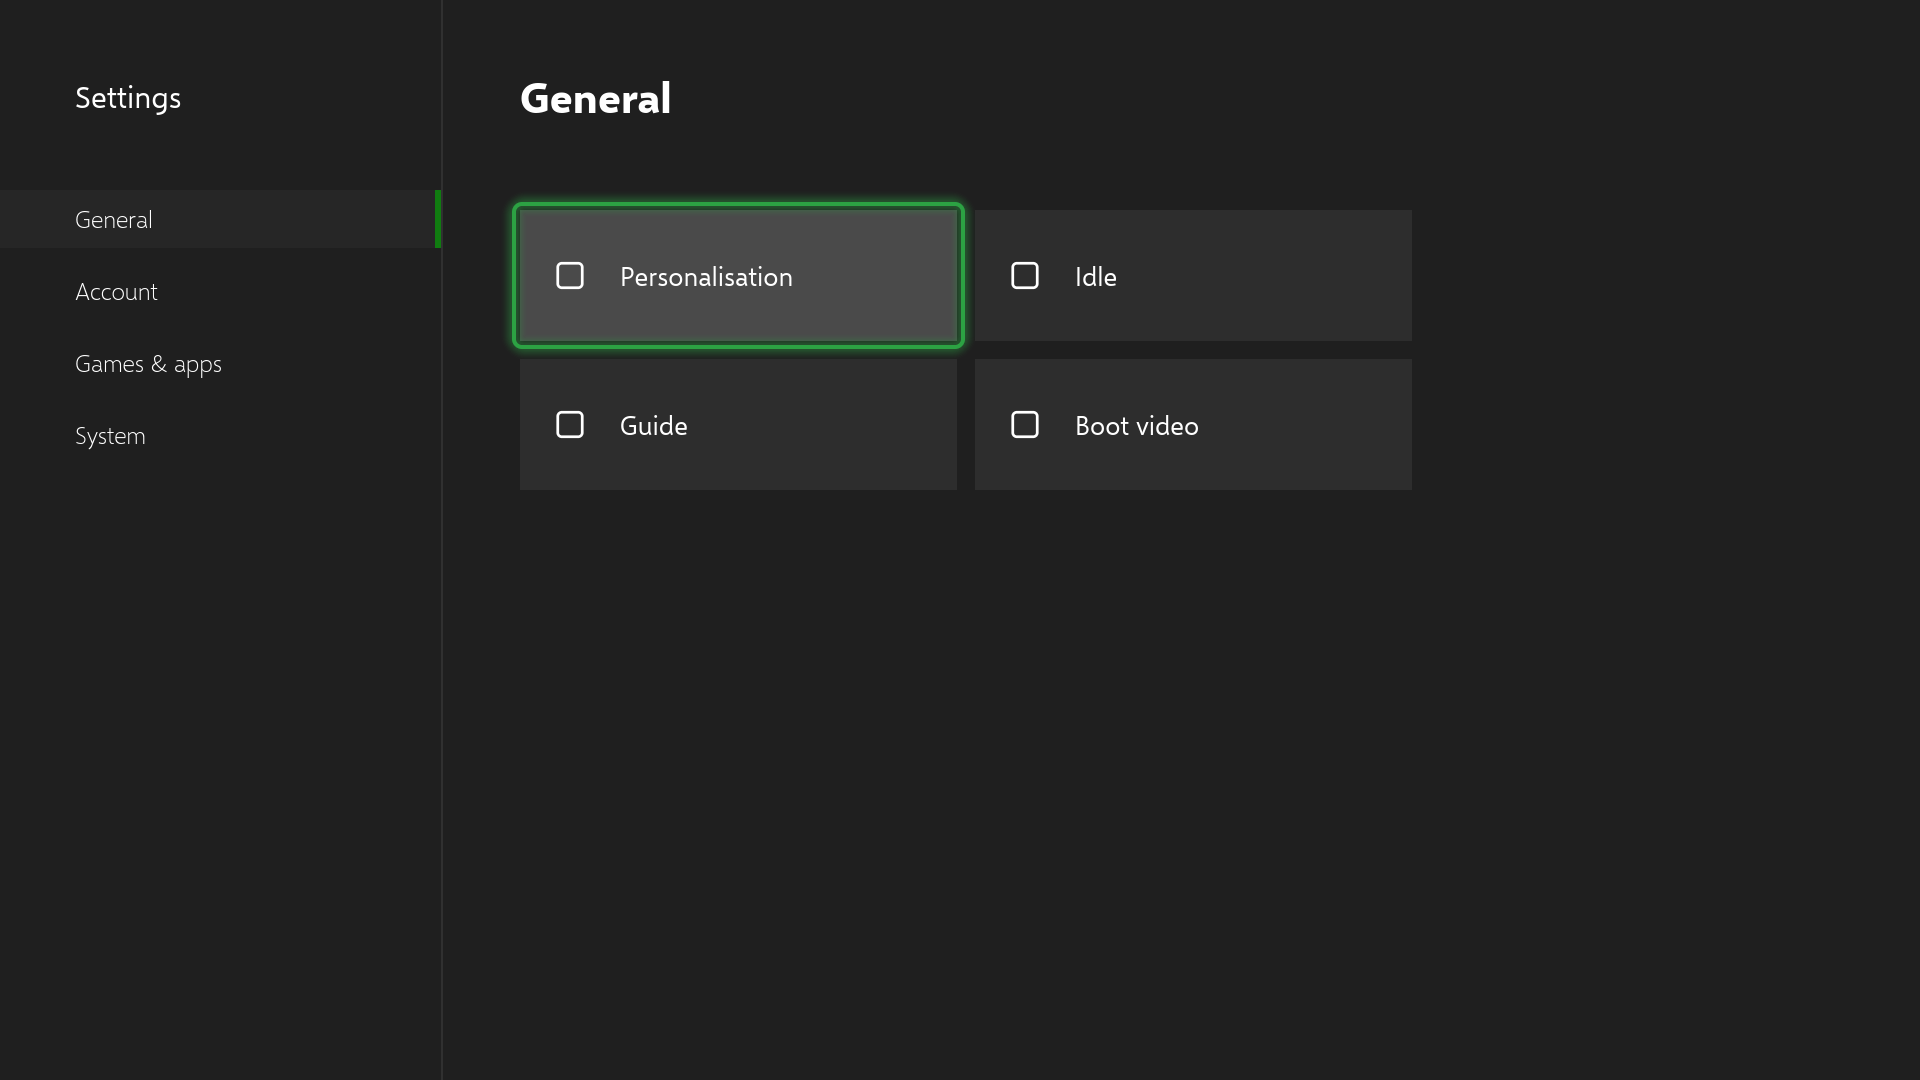 Settings
General
Account
Games & apps
System
General
Personalisation
Idle
Guide
Boot video